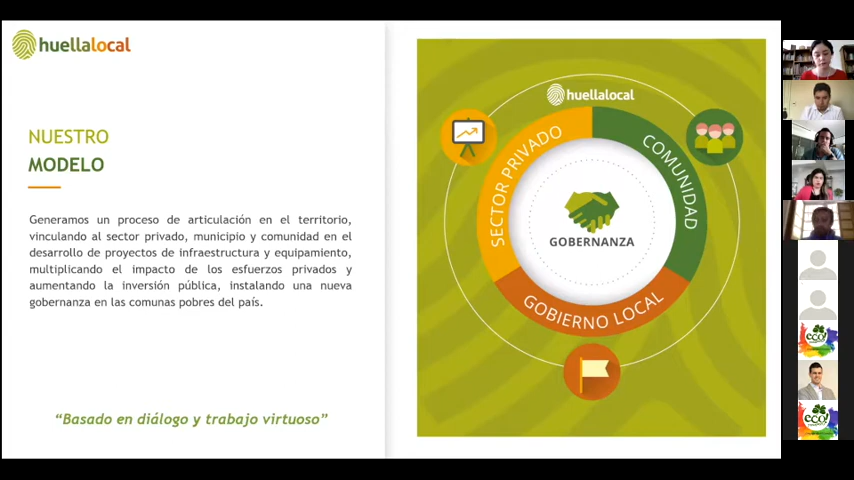 huellalocal
NUESTRO
MODELO
Generamos un proceso de articulación en el territorio,
vinculando al sector privado, municipio y comunidad en el
desarrollo de proyectos de infraestructura y equipamiento,
multiplicando el impacto de los esfuerzos privados y
aumentando la inversión pública, instalando una nueva
gobernanza en las comunas pobres del país.
“Basado en diálogo y trabajo virtuoso”
huellalocal
SECTOR PRIVADO
COMUNIDAD
GOBERNANZA
GOBIERNO LOCAL
eco!
eco!